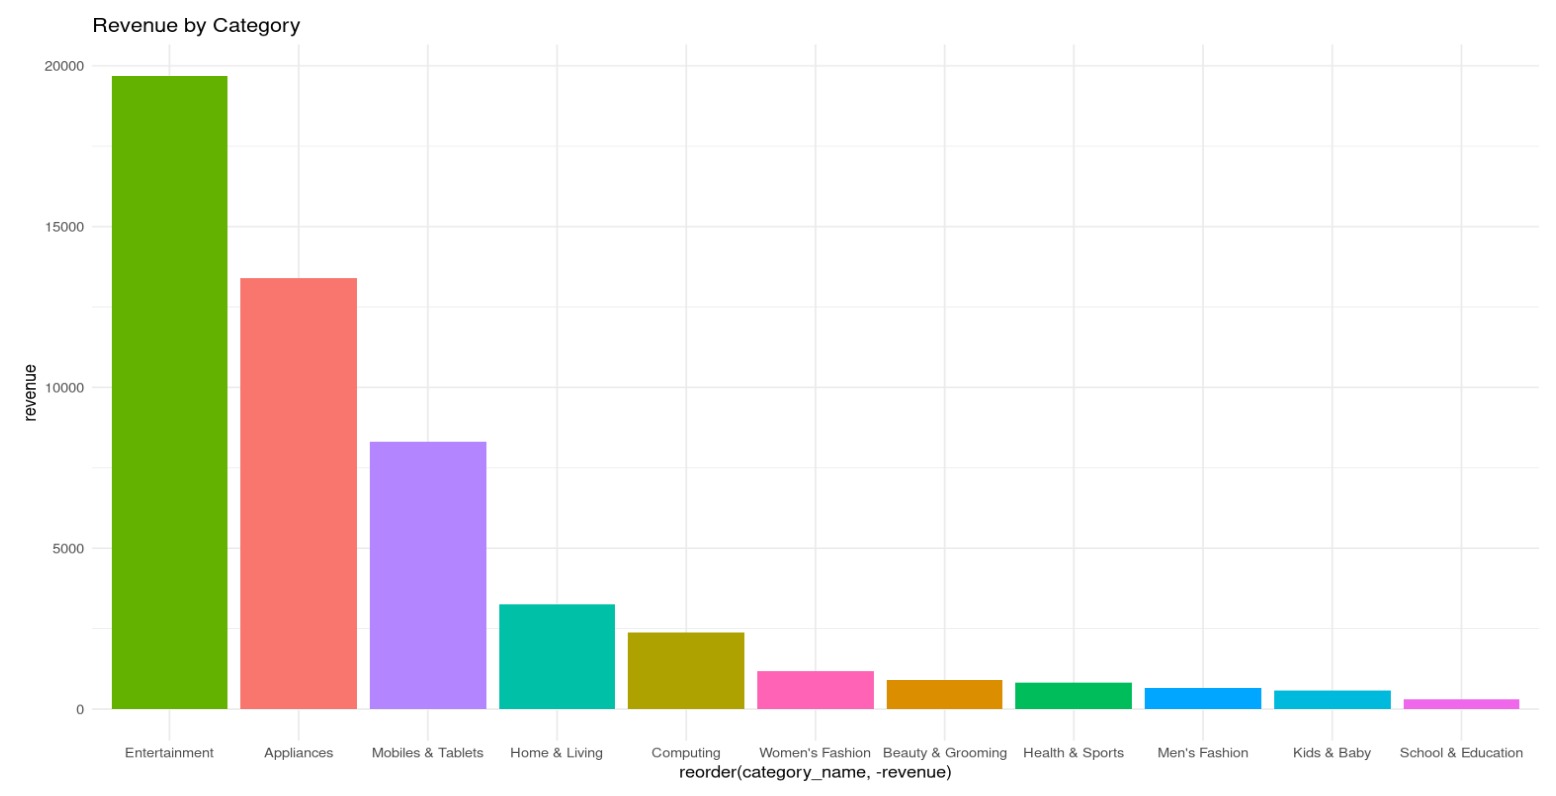 Revenue by Category
20000
15000
10000
5000
0
revenue
Entertainment Appliances Mobiles & Tablets Home & Living Computing Women's Fashion Beauty & Grooming Health & Sports Men's Fashion Kids & Baby School & Education
reorder(category_name, -revenue)